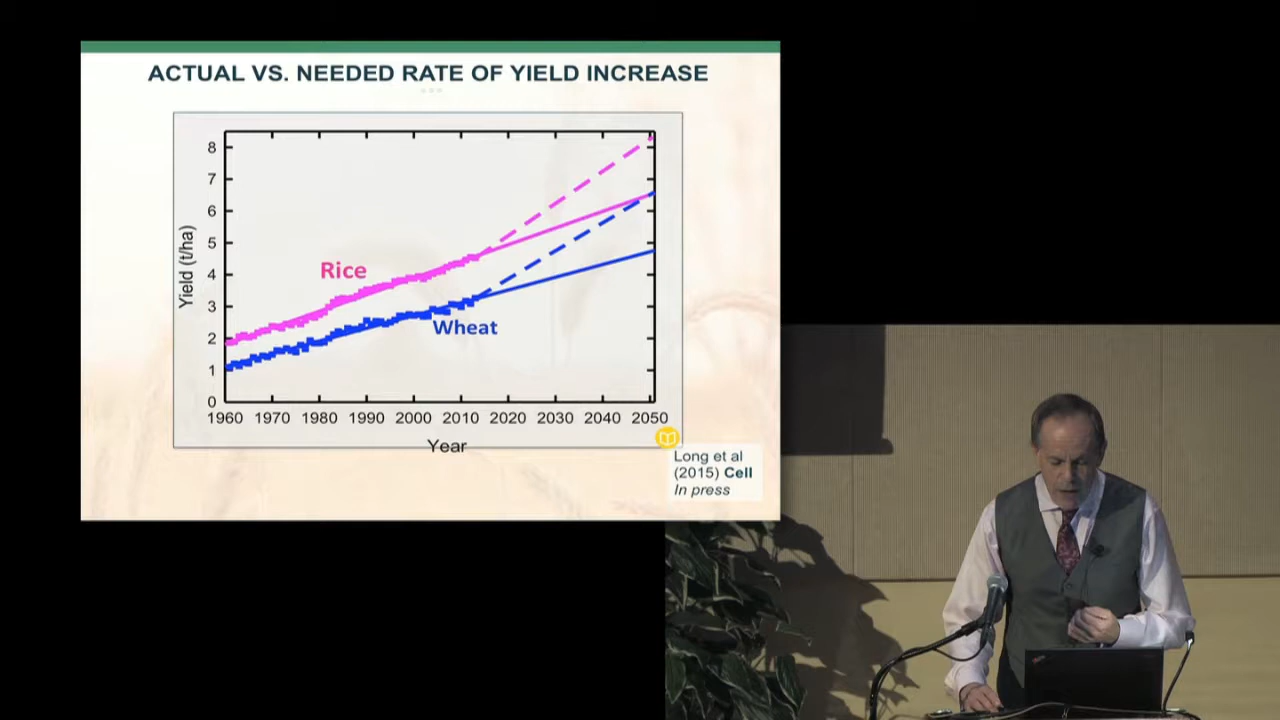 ACTUAL VS. NEEDED RATE OF YIELD INCREASE
8
7
6
5
4
3
2
1
0
Yield (t/ha)
Rice
Wheat
1960 1970 1980 1990 2000 2010 2020 2030 2040 2050
Year
Long et al
(2015) Cell
In press